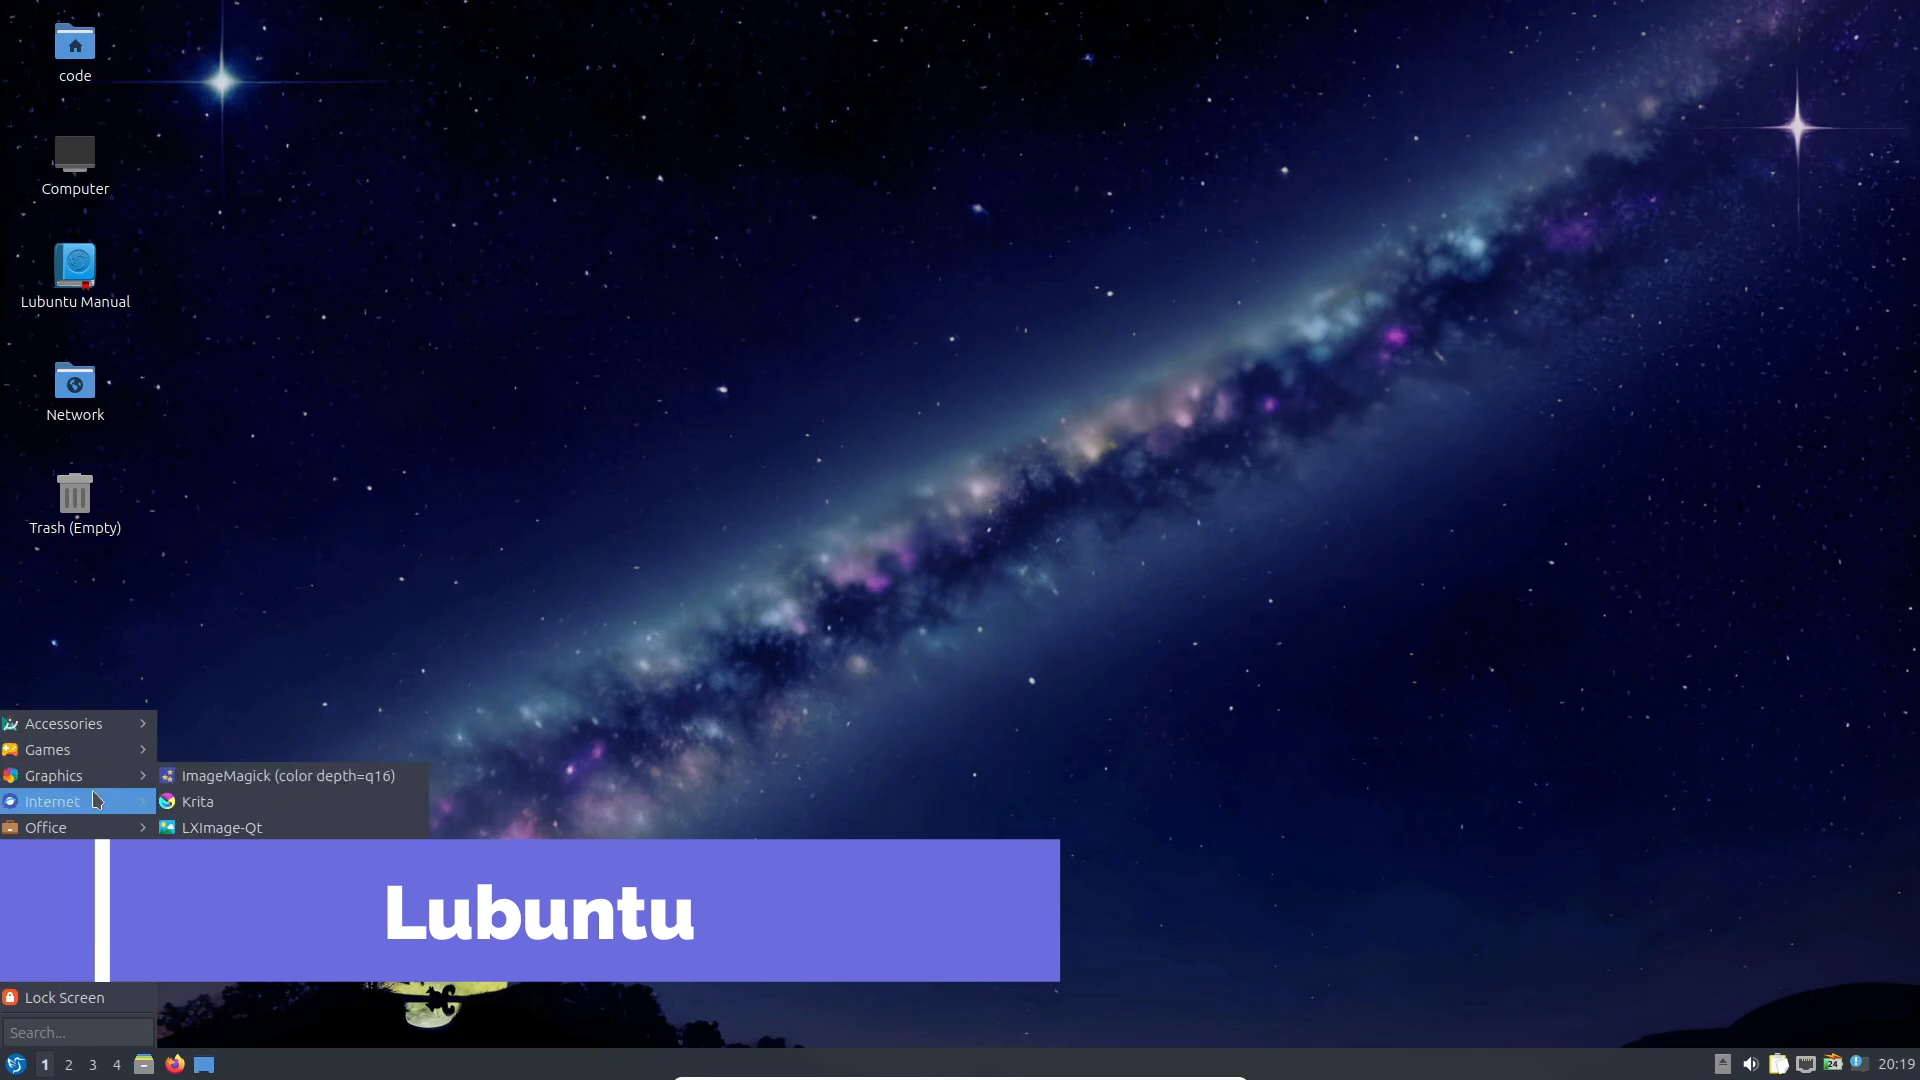 code
Computer
Lubuntu Manual
Network
Trash (Empty)
Accessories
Games
Graphics
Internet
Office
ImageMagick (color depth=q16)
Krita
LXImage-Qt
Lubuntu
Lock Screen
Search...
1 2 3 4
24
20:19